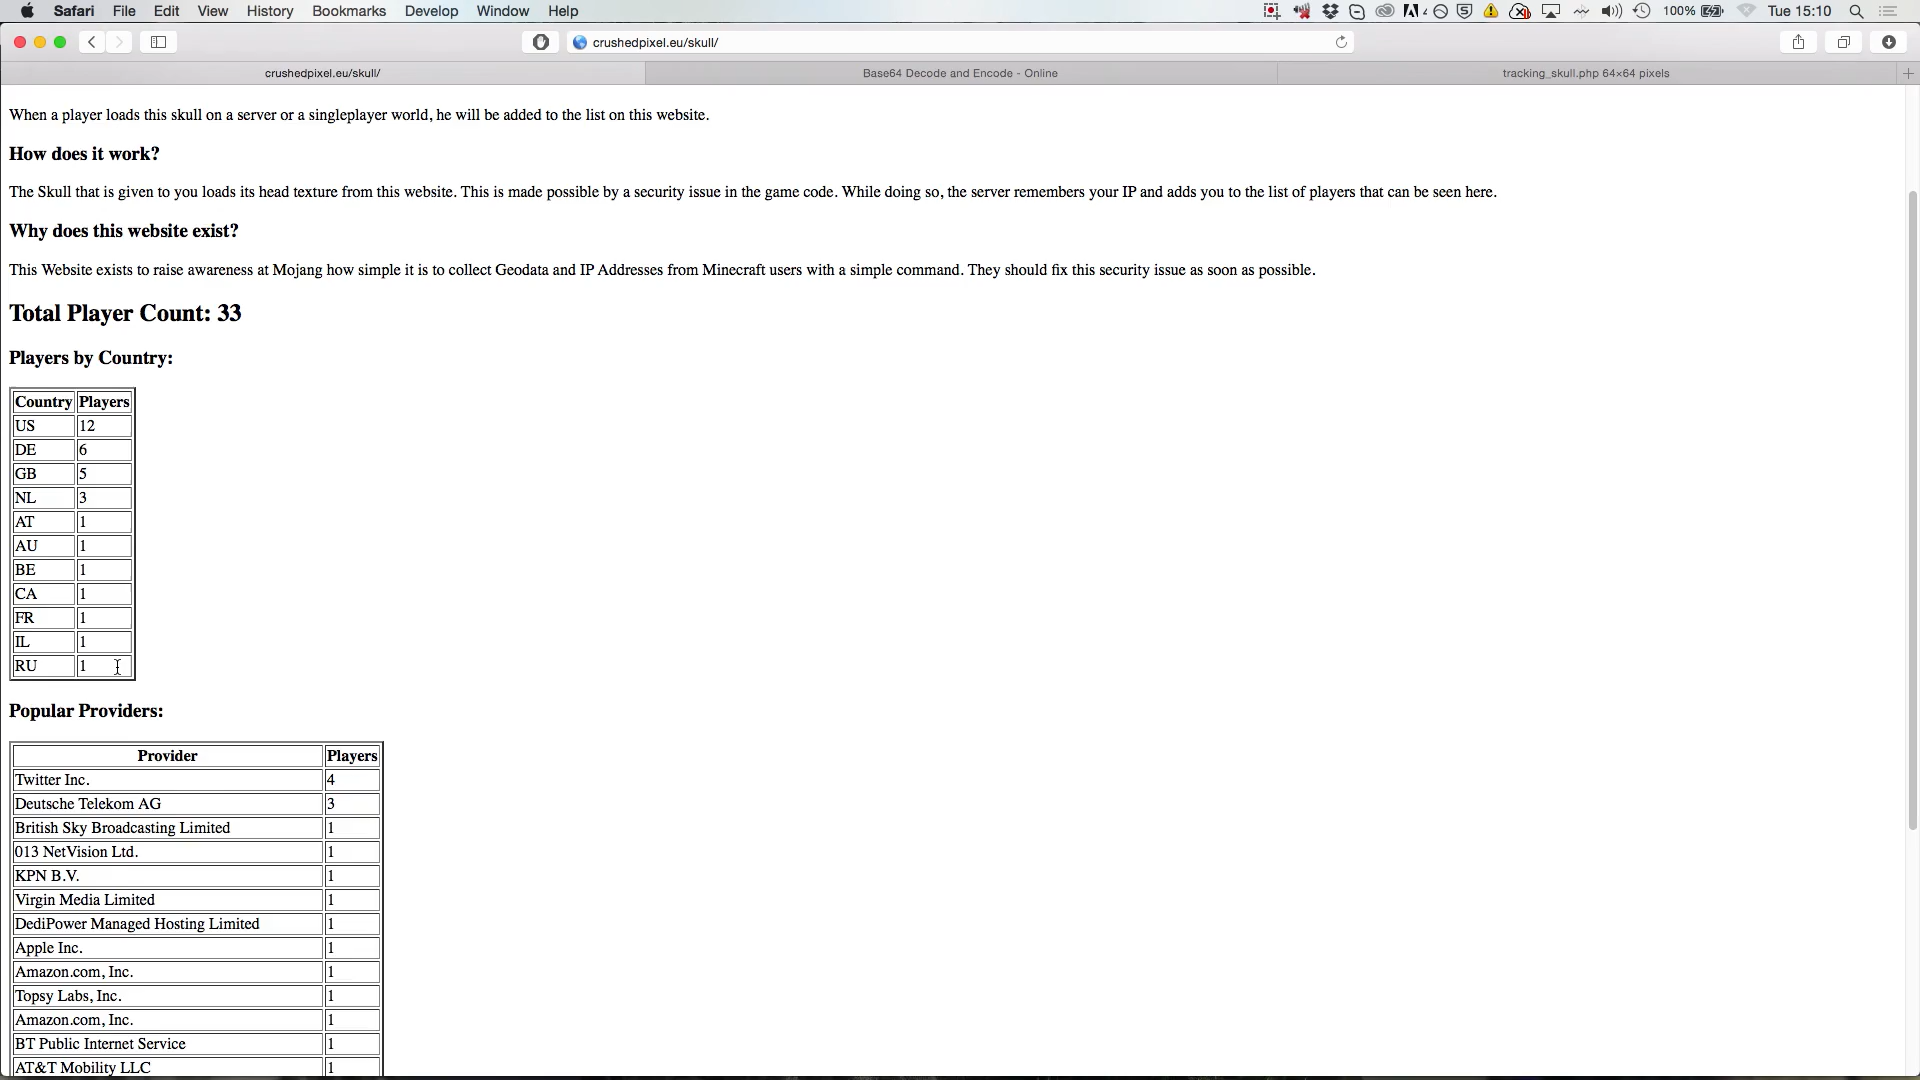 Safari File Edit View History Bookmarks Develop Window Help 4 100% Tue 15:10
crushedpixel.eu/skull/
crushedpixel.eu/skull/ Base64 Decode and Encode - Online tracking_skull.php 64×64 pixels
When a player loads this skull on a server or a singleplayer world, he will be added to the list on this website.
How does it work?
The Skull that is given to you loads its head texture from this website. This is made possible by a security issue in the game code. While doing so, the server remembers your IP and adds you to the list of players that can be seen here.
Why does this website exist?
This Website exists to raise awareness at Mojang how simple it is to collect Geodata and IP Addresses from Minecraft users with a simple command. They should fix this security issue as soon as possible.
Total Player Count: 33
Players by Country:
Country Players
US 12
DE 6
GB 5
NL 3
AT 1
AU 1
BE 1
CA 1
FR 1
IL 1
RU 1
Popular Providers:
Provider Players
Twitter Inc. 4
Deutsche Telekom AG 3
British Sky Broadcasting Limited 1
013 NetVision Ltd. 1
KPN B.V. 1
Virgin Media Limited 1
DediPower Managed Hosting Limited 1
Apple Inc. 1
Amazon.com, Inc. 1
Topsy Labs, Inc. 1
Amazon.com, Inc. 1
BT Public Internet Service 1
AT&T Mobility LLC 1